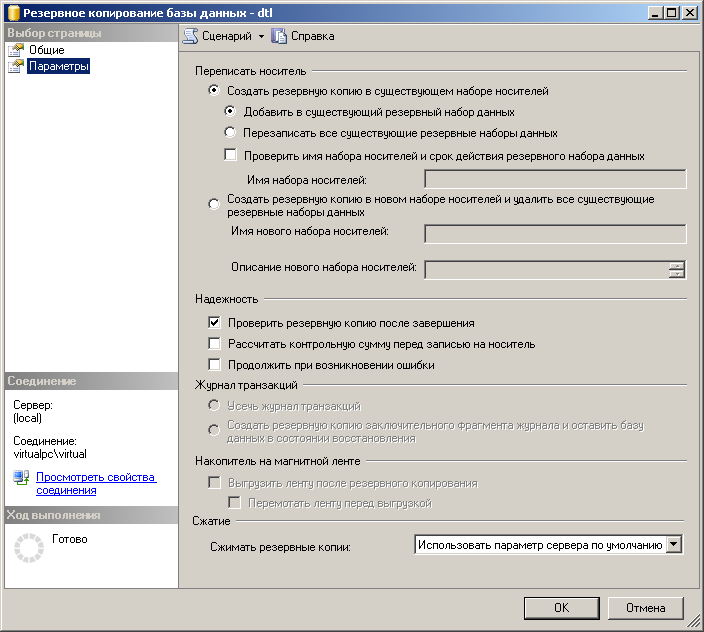 Резервное копирование базы данных - dtl
Выбор страницы
Общие
Параметры
Сценарий
Справка
Переписать носитель
Создать резервную копию в существующем наборе носителей
Добавить в существующий резервный набор данных
Перезаписать все существующие резервные наборы данных
Проверить имя набора носителей и срок действия резервного набора данных
Имя набора носителей:
Создать резервную копию в новом наборе носителей и удалить все существующие
резервные наборы данных
Имя нового набора носителей:
Описание нового набора носителей:
Надежность
Проверить резервную копию после завершения
Рассчитать контрольную сумму перед записью на носитель
Продолжить при возникновении ошибки
Журнал транзакций
Усечь журнал транзакций
Создать резервную копию заключительного фрагмента журнала и оставить базу
данных в состоянии восстановления
Накопитель на магнитной ленте
Выгрузить ленту после резервного копирования
Перемотать ленту перед выгрузкой
Сжатие
Сжимать резервные копии:
Использовать параметр сервера по умолчанию
Соединение
Сервер:
(local)
Соединение:
virtualpc\virtual
Просмотреть свойства
соединения
Ход выполнения
Готово
OK
Отмена